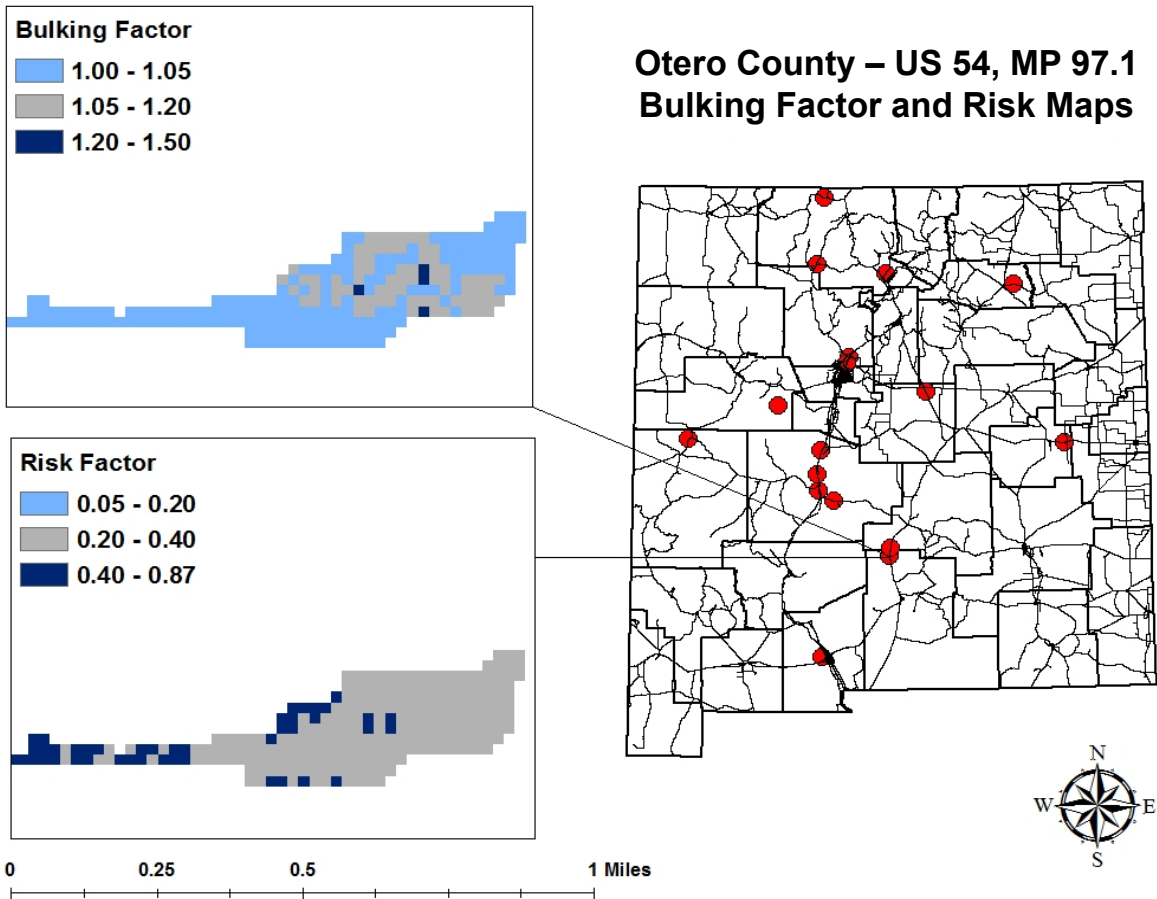 Bulking Factor
1.00 - 1.05
1.05 - 1.20
1.20 - 1.50
Otero County – US 54, MP 97.1
Bulking Factor and Risk Maps
Risk Factor
0.05 - 0.20
0.20 - 0.40
0.40 - 0.87
N
W E
S
0 0.25 0.5 1 Miles